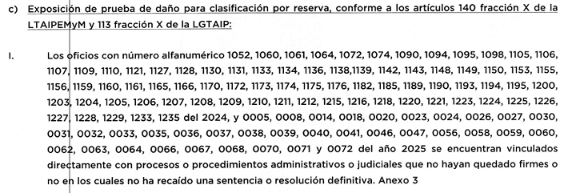 c) Exposición de prueba de daño para clasificación por reserva, conforme a los artículos 140 fracción X de la
LTAIPEMyM y 113 fracción X de la LGTAIP:
I. Los oficios con número alfanumérico 1052, 1060, 1061, 1064, 1072, 1074, 1090, 1094, 1095, 1098, 1105, 1106,
1107, 1109, 1110, 1121, 1127, 1128, 1130, 1131, 1133, 1134, 1136, 1138,1139, 1142, 1143, 1148, 1149, 1150, 1153, 1155,
1156, 1159, 1160, 1161, 1165, 1166, 1170, 1172, 1173, 1174, 1175, 1176, 1182, 1185, 1189, 1190, 1193, 1194, 1195, 1200,
1203, 1204, 1205, 1206, 1207, 1208, 1209, 1210, 1211, 1212, 1215, 1216, 1218, 1220, 1221, 1223, 1224, 1225, 1226,
1227, 1228, 1229, 1233, 1235 del 2024, y 0005, 0008, 0014, 0018, 0020, 0023, 0024, 0026, 0027, 0030,
0031, 0032, 0033, 0035, 0036, 0037, 0038, 0039, 0040, 0041, 0046, 0047, 0056, 0058, 0059, 0060,
0062, 0063, 0064, 0066, 0067, 0068, 0070, 0071 y 0072 del año 2025 se encuentran vinculados
directamente con procesos o procedimientos administrativos o judiciales que no hayan quedado firmes o
no en los cuales no ha recaído una sentencia o resolución definitiva. Anexo 3